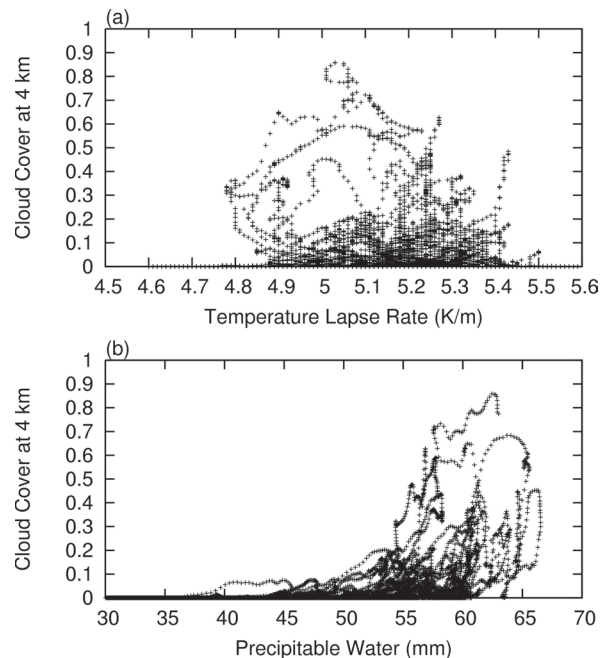 (a)
1
0.9
0.8
0.7
0.6
0.5
0.4
0.3
0.2
0.1
0
Cloud Cover at 4 km
4.5 4.6 4.7 4.8 4.9 5 5.1 5.2 5.3 5.4 5.5 5.6
Temperature Lapse Rate (K/m)
(b)
1
0.9
0.8
0.7
0.6
0.5
0.4
0.3
0.2
0.1
0
Cloud Cover at 4 km
30 35 40 45 50 55 60 65 70
Precipitable Water (mm)